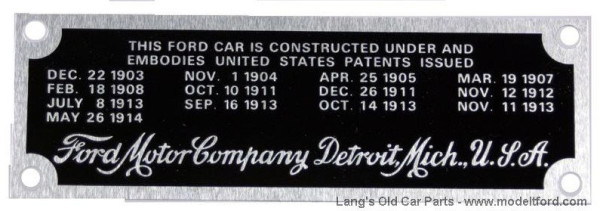 THIS FORD CAR IS CONSTRUCTED UNDER AND
EMBODIES UNITED STATES PATENTS ISSUED
DEC. 22 1903 NOV. 1 1904 APR. 25 1905 MAR. 19 1907
FEB. 18 1908 OCT. 10 1911 DEC. 26 1911 NOV. 12 1912
JULY 8 1913 SEP. 16 1913 OCT. 14 1913 NOV. 11 1913
MAY 26 1914
Ford Motor Company Detroit, Mich., U.S.A.
Lang's Old Car Parts - www.modeltford.com